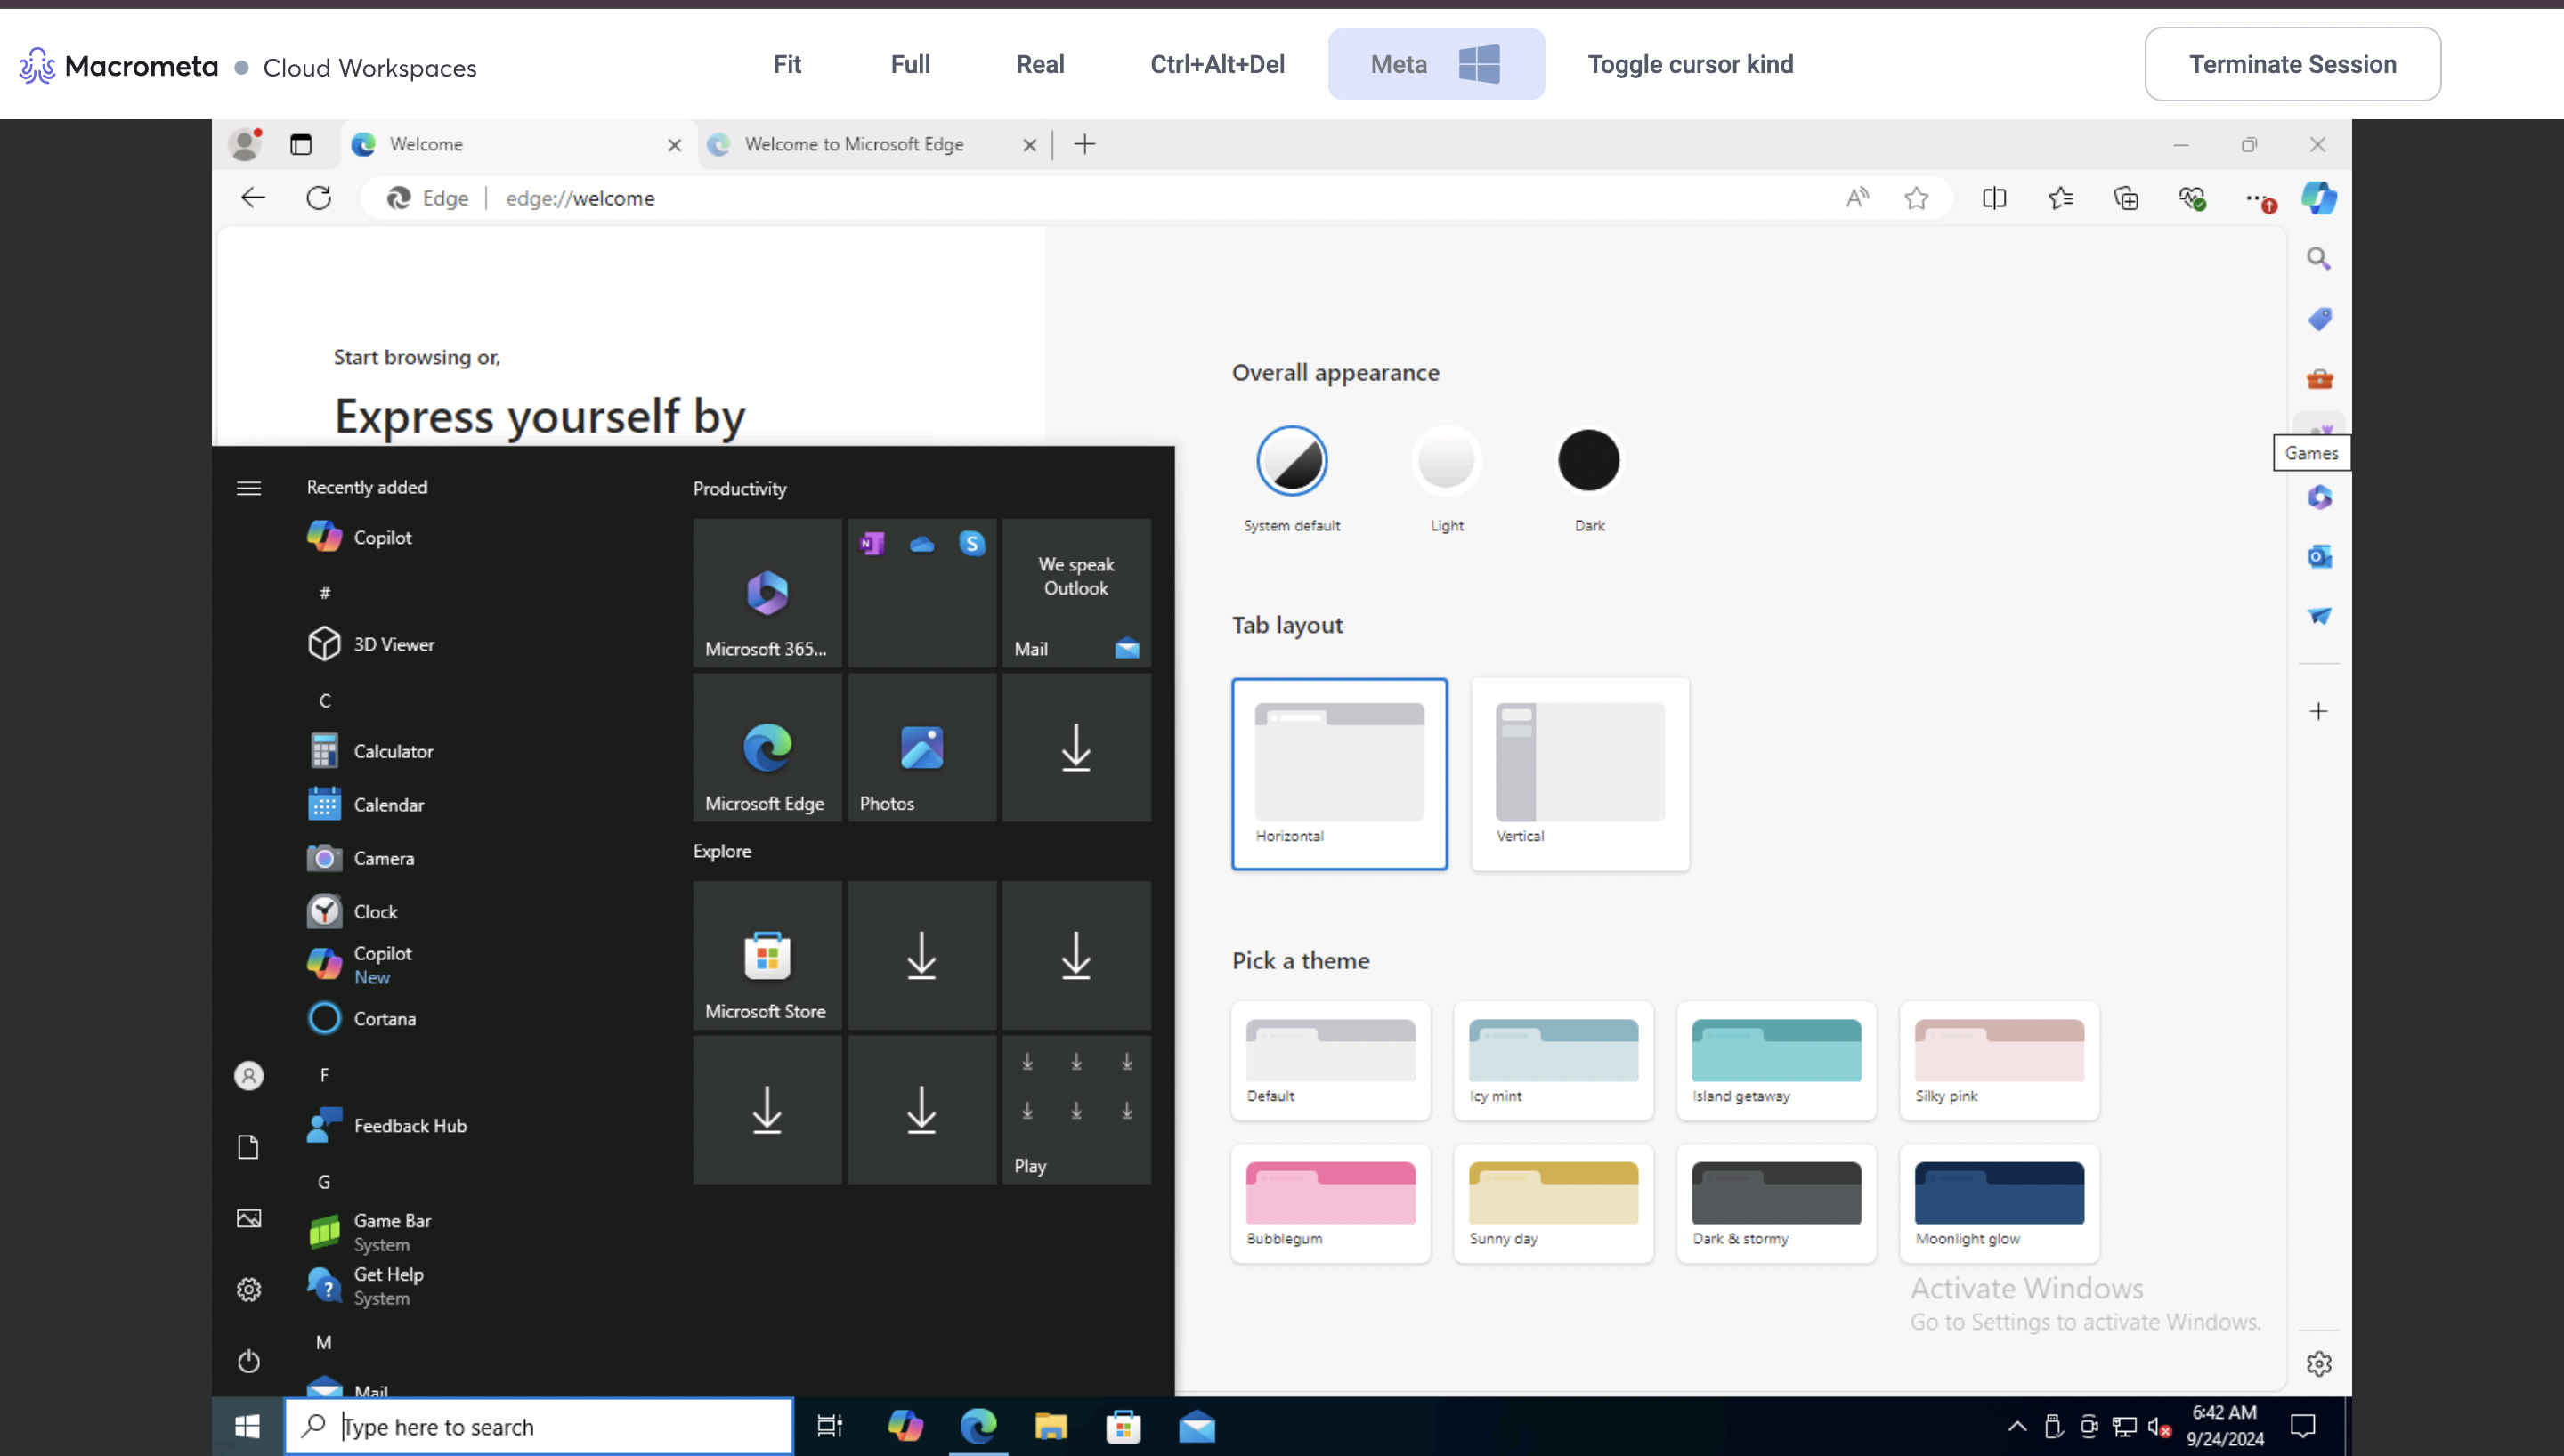 Macrometa Cloud Workspaces
Fit Full Real Ctrl+Alt+Del Meta Toggle cursor kind
Terminate Session
Welcome
Welcome to Microsoft Edge
Edge edge://welcome
Start browsing or,
Express yourself by
Recently added
Copilot
#
3D Viewer
C
Calculator
Calendar
Camera
Clock
Copilot
New
Cortana
F
Feedback Hub
G
Game Bar
System
Get Help
System
M
Mail
Productivity
Microsoft 365...
We speak
Outlook
Mail
Microsoft Edge
Photos
Explore
Microsoft Store
Play
Overall appearance
System default
Light
Dark
Tab layout
Horizontal
Vertical
Pick a theme
Default
Icy mint
Island getaway
Silky pink
Bubblegum
Sunny day
Dark & stormy
Moonlight glow
Games
Activate Windows
Go to Settings to activate Windows.
Type here to search
6:42 AM
9/24/2024